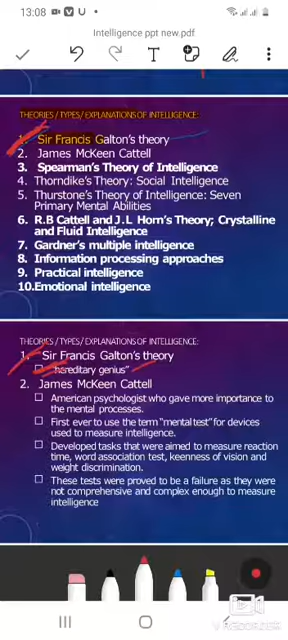 13:08
Intelligence ppt new.pdf
THEORIES / TYPES/ EXPLANATIONS OF INTELLIGENCE:
1. Sir Francis Galton's theory
2. James McKeen Cattell
3. Spearman's Theory of Intelligence
4. Thorndike's Theory: Social Intelligence
5. Thurstone's Theory of Intelligence: Seven
Primary Mental Abilities
6. R.B Cattell and J.L Horn's Theory; Crystalline
and Fluid Intelligence
7. Gardner's multiple intelligence
8. Information processing approaches
9. Practical intelligence
10.Emotional intelligence
THEORIES / TYPES/ EXPLANATIONS OF INTELLIGENCE:
1. Sir Francis Galton's theory
"hereditary genius"
2. James McKeen Cattell
American psychologist who gave more importance to
the mental processes.
First ever to use the term "mental test" for devices
used to measure intelligence.
Developed tasks that were aimed to measure reaction
time, word association test, keenness of vision and
weight discrimination.
These tests were proved to be a failure as they were
not comprehensive and complex enough to measure
intelligence
VRECORDER